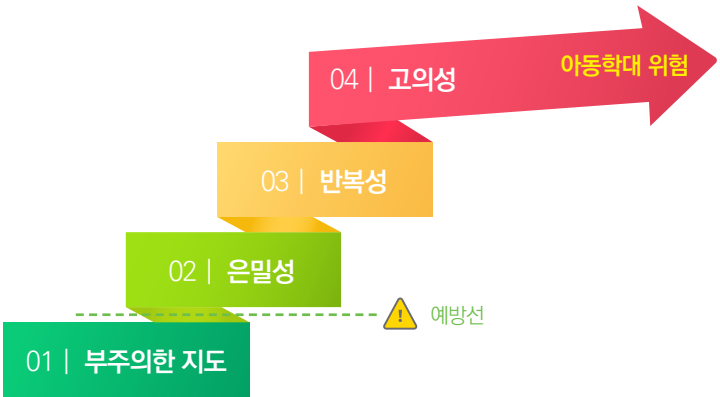 04 | 고의성
아동학대 위험
03 | 반복성
02 | 은밀성
! 예방선
01 | 부주의한 지도